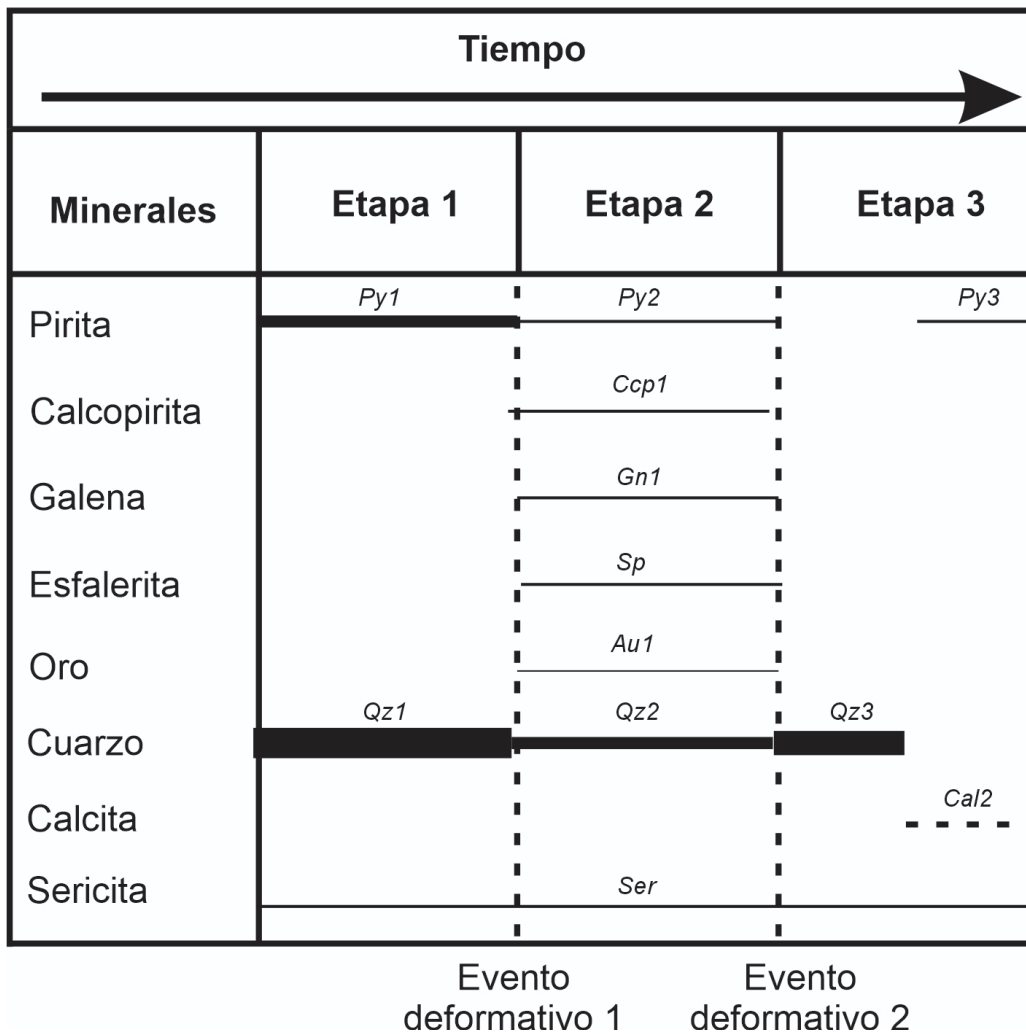 Tiempo
Minerales Etapa 1 Etapa 2 Etapa 3
Pirita Py1 Py2 Py3
Calcopirita Ccp1
Galena Gn1
Esfalerita Sp
Oro Au1
Cuarzo Qz1 Qz2 Qz3
Calcita Cal2
Sericita Ser
Evento deformativo 1
Evento deformativo 2